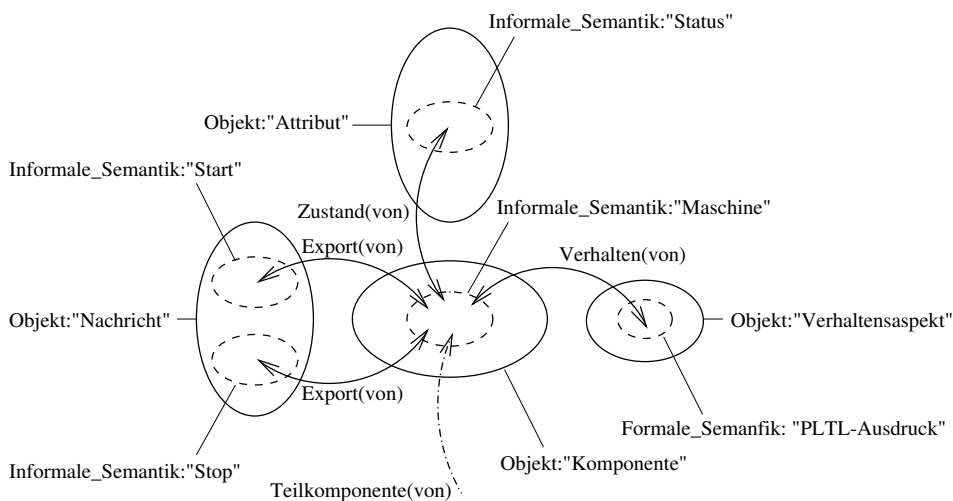 Informale_Semantik:"Status"
Objekt:"Attribut"
Informale_Semantik:"Start"
Zustand(von)
Informale_Semantik:"Maschine"
Export(von)
Verhalten(von)
Objekt:"Nachricht"
Objekt:"Verhaltensaspekt"
Export(von)
Formale_Semanfik: "PLTL-Ausdruck"
Informale_Semantik:"Stop"
Objekt:"Komponente"
Teilkomponente(von)